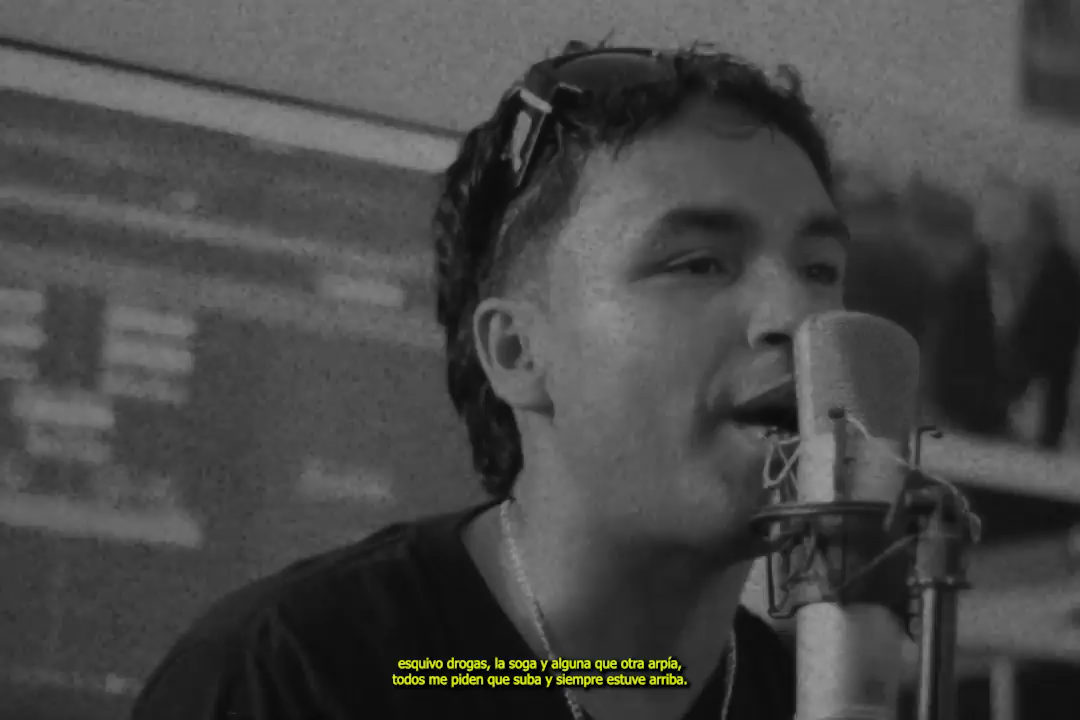 esquivo drogas, la soga y alguna que otra arpía,
todos me piden que suba y siempre estuve arriba.